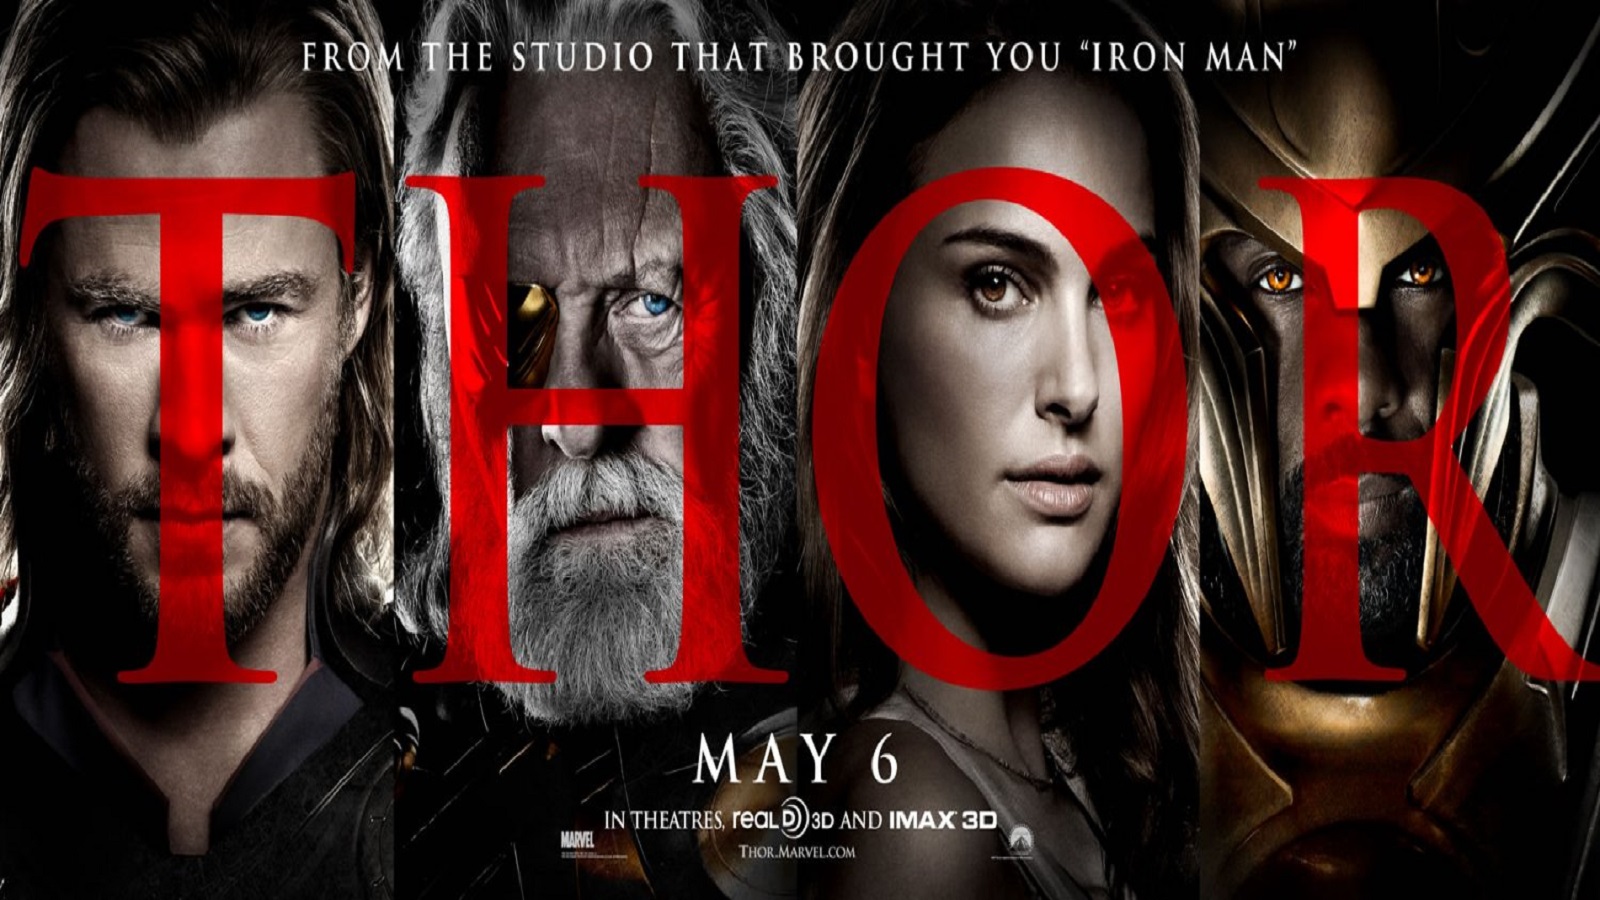 FROM THE STUDIO THAT BROUGHT YOU “IRON MAN”
THOR
MAY 6
IN THEATRES, REAL D 3D AND IMAX 3D
MARVEL
THOR.MARVEL.COM